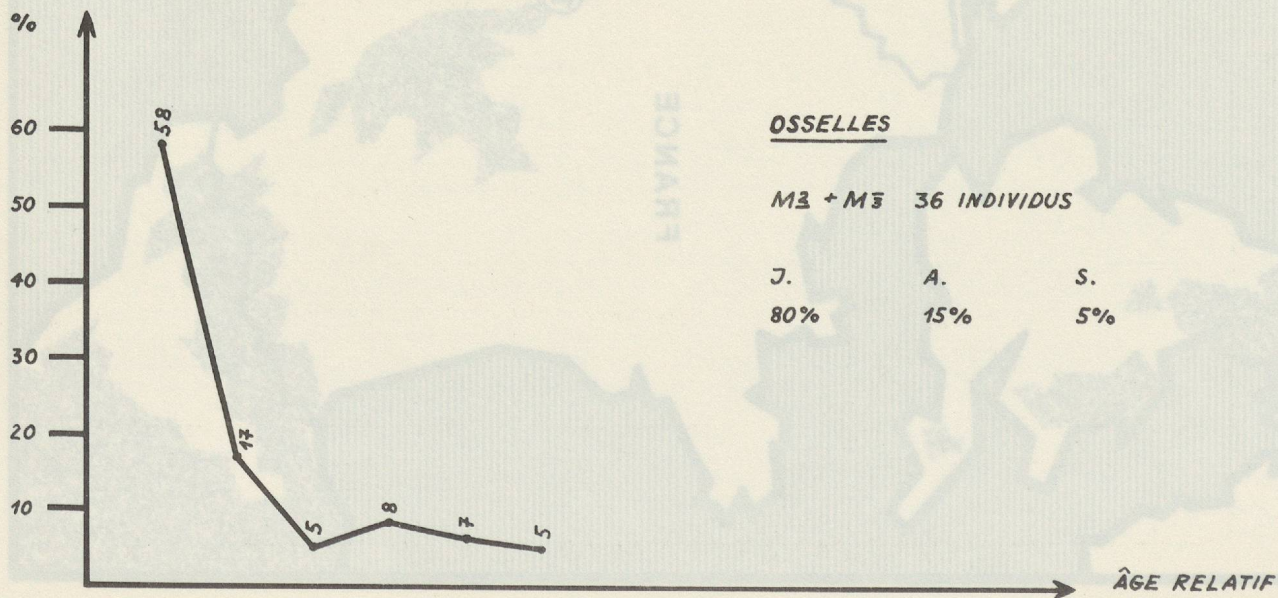 %
60
50
40
30
20
10
58
17
5
8
7
5
OSSELLES
M3 + M3 36 INDIVIDUS
J. A. S.
80% 15% 5%
ÂGE RELATIF
FRANCE